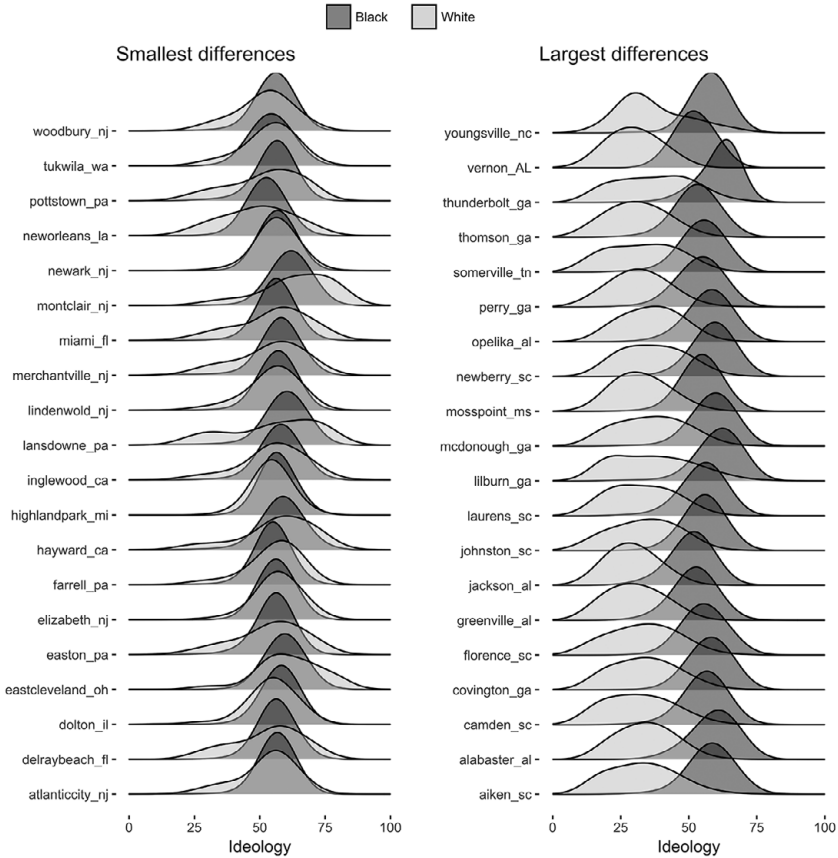 Black White
Smallest differences
woodbury_nj
tukwila_wa
pottstown_pa
neworleans_la
newark_nj
montclair_nj
miami_fl
merchantville_nj
lindenwold_nj
lansdowne_pa
inglewood_ca
highlandpark_mi
hayward_ca
farrell_pa
elizabeth_nj
easton_pa
eastcleveland_oh
dolton_il
delraybeach_fl
atlanticcity_nj
0 25 50 75 100
Ideology
Largest differences
youngsville_nc
vernon_AL
thunderbolt_ga
thomson_ga
somerville_tn
perry_ga
opelika_al
newberry_sc
mosspoint_ms
mcdonough_ga
lilburn_ga
laurens_sc
johnston_sc
jackson_al
greenville_al
florence_sc
covington_ga
camden_sc
alabaster_al
aiken_sc
0 25 50 75 100
Ideology